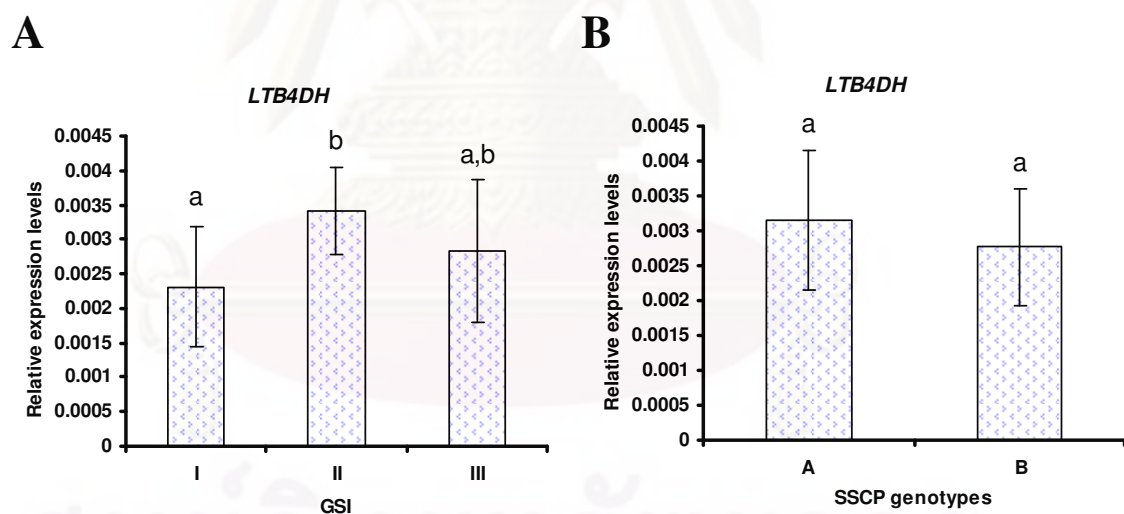 A
LTB4DH
Relative expression levels
0.0045
0.004
0.0035
0.003
0.0025
0.002
0.0015
0.001
0.0005
0
a
b
a,b
I II III
GSI
B
LTB4DH
Relative expression levels
0.0045
0.004
0.0035
0.003
0.0025
0.002
0.0015
0.001
0.0005
0
a
a
A B
SSCP genotypes